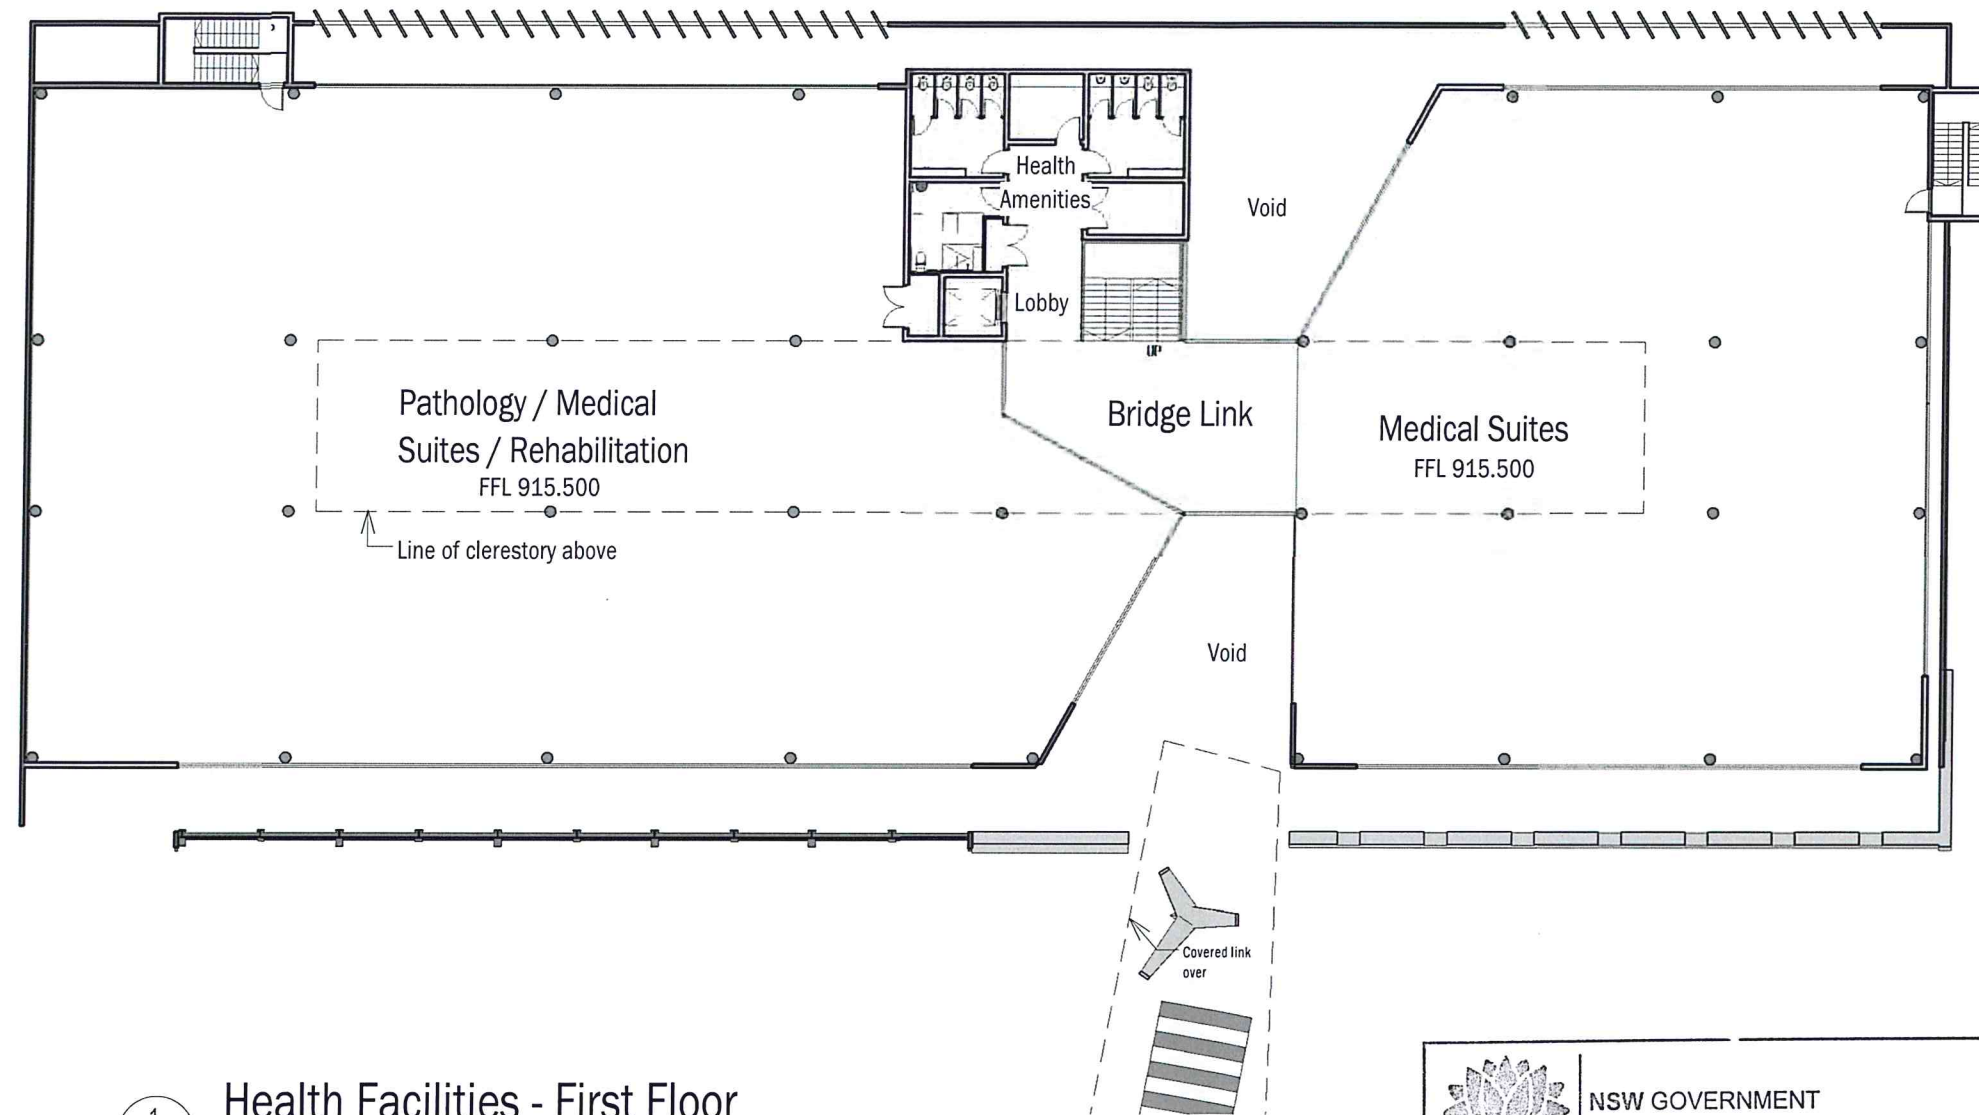 Health
Amenities
Void
Lobby
UP
Pathology / Medical
Suites / Rehabilitation
FFL 915.500
Bridge Link
Medical Suites
FFL 915.500
Line of clerestory above
Void
Covered link
over
1
Health Facilities - First Floor
NSW GOVERNMENT